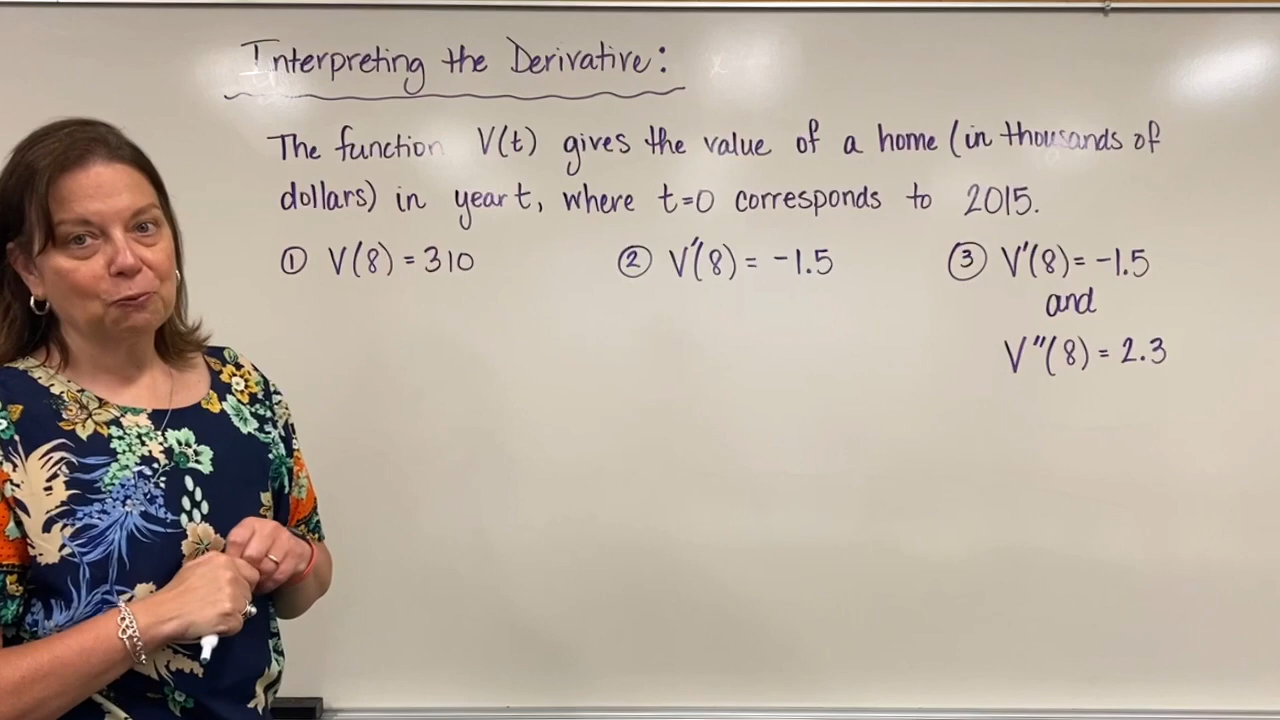 Interpreting the Derivative:
The function V(t) gives the value of a home (in thousands of
dollars) in year t, where t=0 corresponds to 2015.
① V(8) = 310 ② V'(8) = -1.5 ③ V'(8) = -1.5
and
V"(8) = 2.3